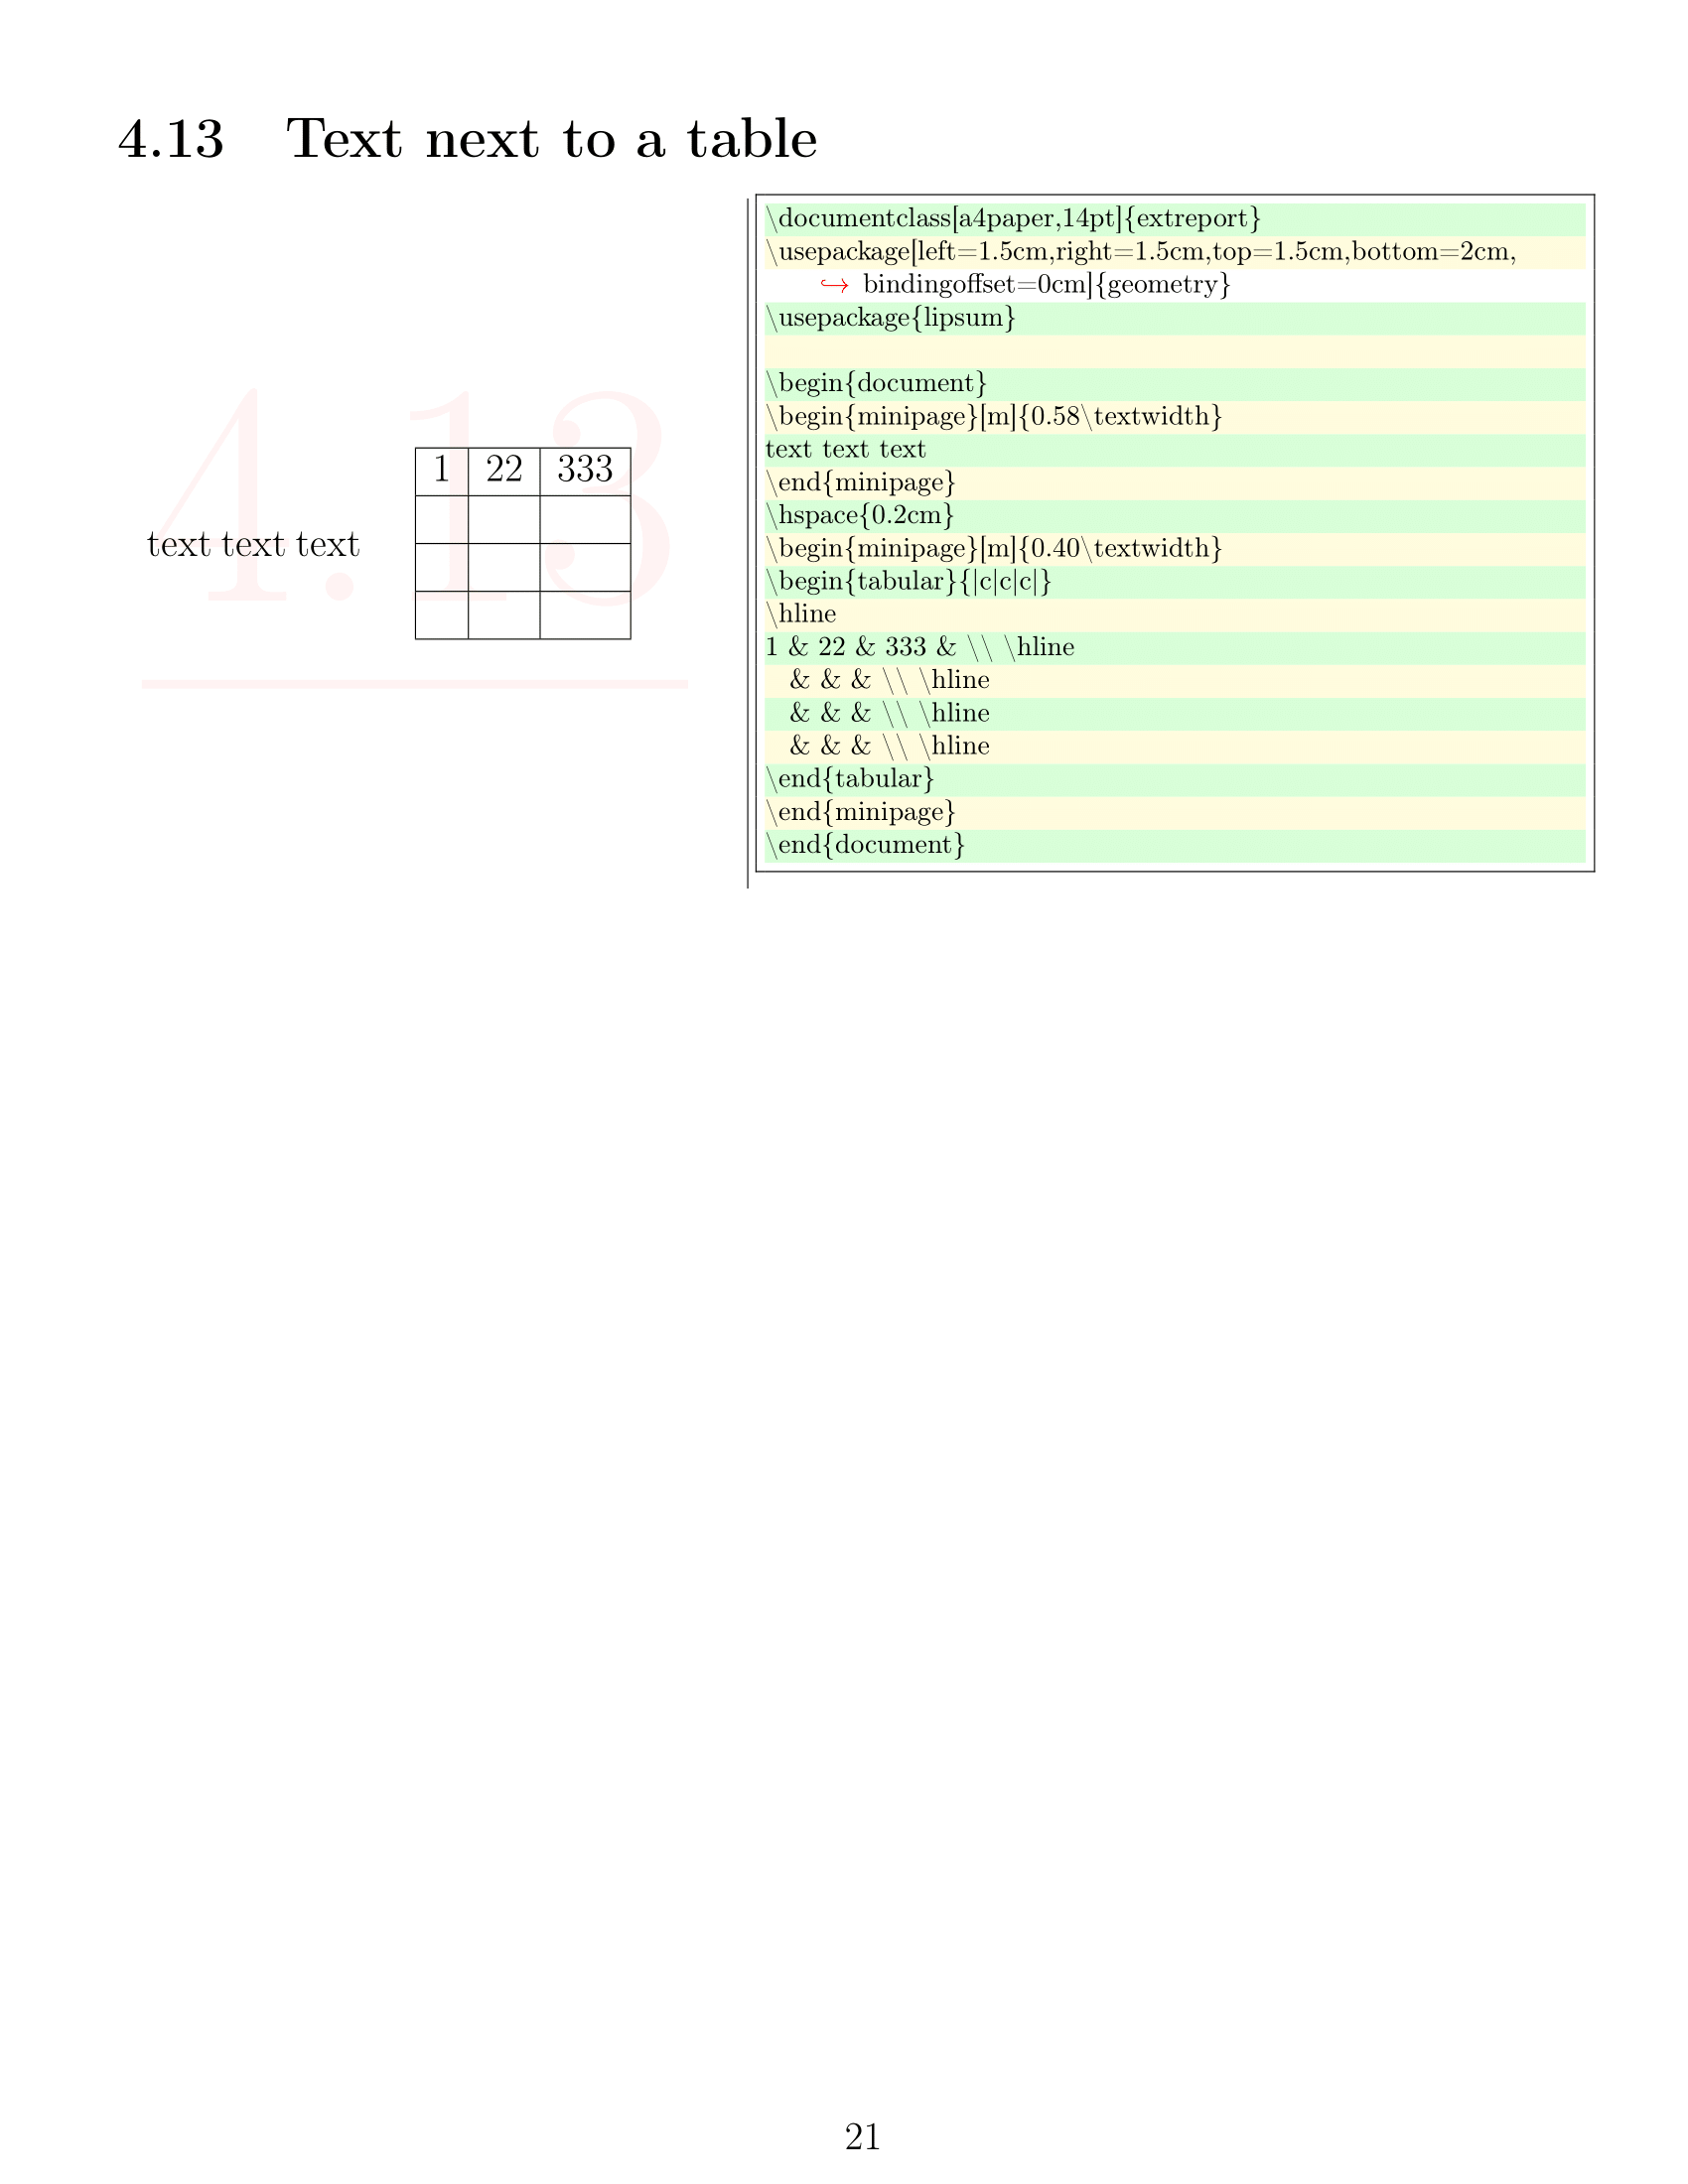 4.13 Text next to a table
4.13
text text text
1 22 333
\documentclass[a4paper,14pt]{extreport}
\usepackage[left=1.5cm,right=1.5cm,top=1.5cm,bottom=2cm,
↪ bindingoffset=0cm]{geometry}
\usepackage{lipsum}

\begin{document}
\begin{minipage}[m]{0.58\textwidth}
text text text
\end{minipage}
\hspace{0.2cm}
\begin{minipage}[m]{0.40\textwidth}
\begin{tabular}{|c|c|c|}
\hline
1 & 22 & 333 & \\ \hline
& & & \\ \hline
& & & \\ \hline
& & & \\ \hline
\end{tabular}
\end{minipage}
\end{document}
21